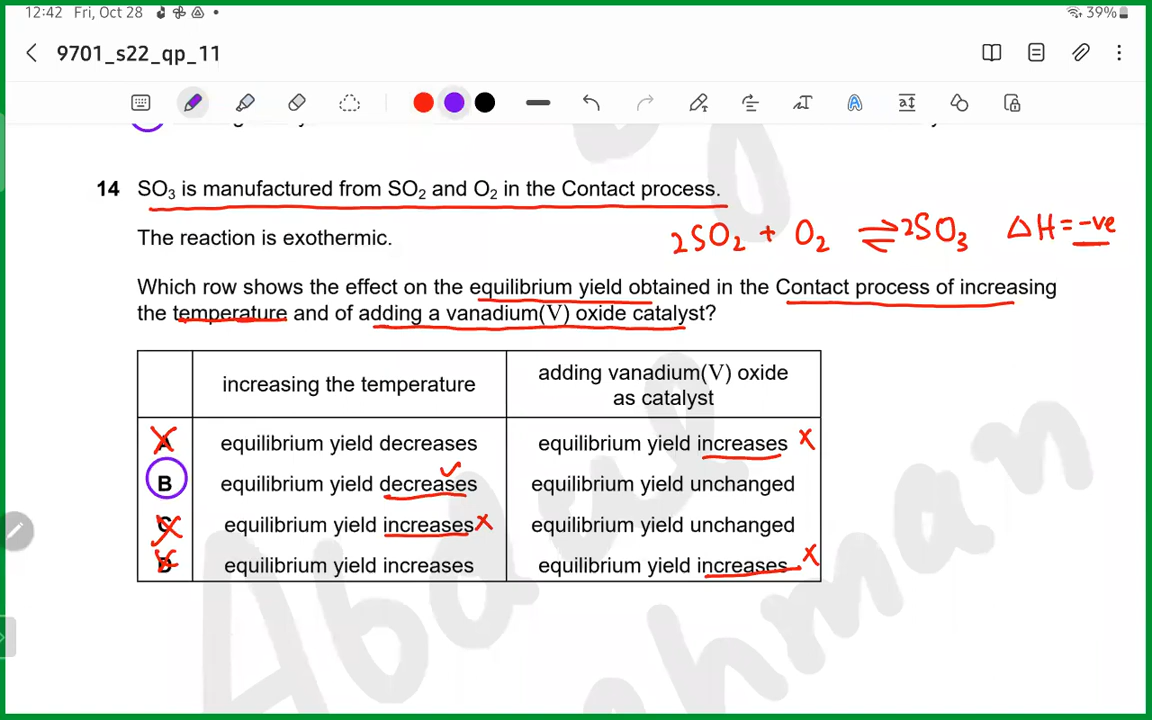 12:42 Fri, Oct 28
39%
9701_s22_qp_11
14 SO₃ is manufactured from SO₂ and O₂ in the Contact process.
The reaction is exothermic.
2SO₂ + O₂ ⇌ 2SO₃ ΔH = -ve
Which row shows the effect on the equilibrium yield obtained in the Contact process of increasing
the temperature and of adding a vanadium(V) oxide catalyst?
increasing the temperature
adding vanadium(V) oxide
as catalyst
A equilibrium yield decreases equilibrium yield increases ✗
B equilibrium yield decreases ✓ equilibrium yield unchanged
C equilibrium yield increases ✗ equilibrium yield unchanged
D equilibrium yield increases equilibrium yield increases ✗